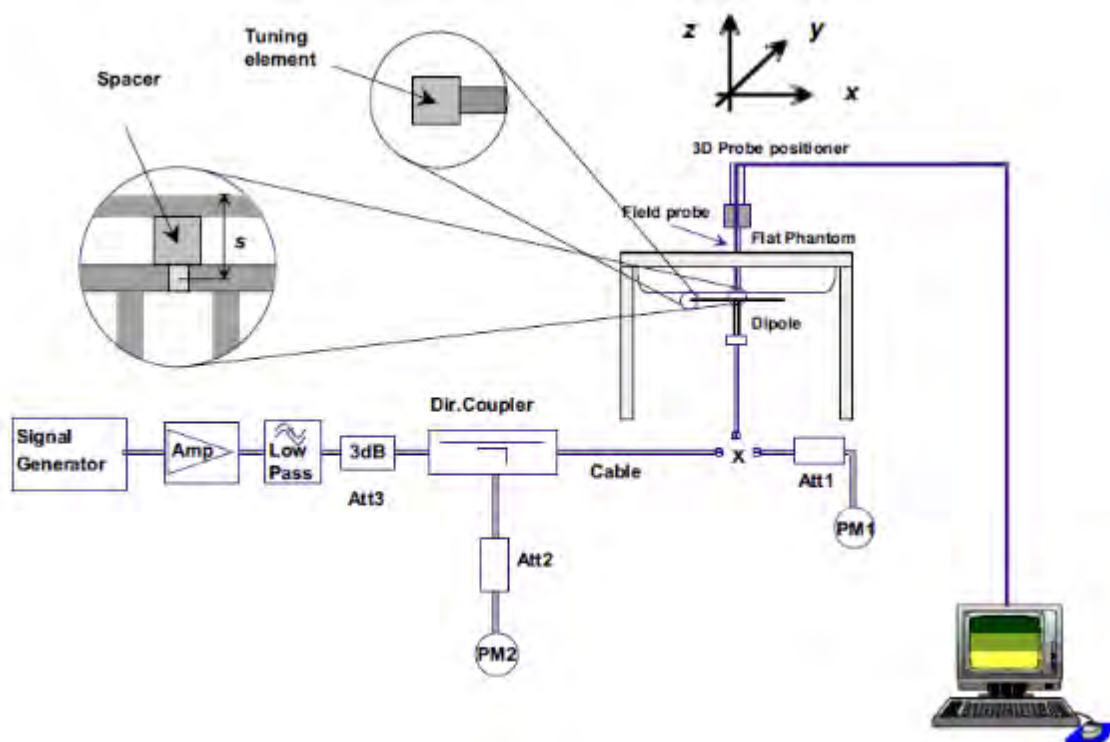 Tuning
element
Spacer
z
y
x
3D Probe positioner
Field probe
Flat Phantom
s
Dipole
Dir.Coupler
Signal
Generator
Amp
Low
Pass
3dB
Att3
Cable
x
Att1
PM1
Att2
PM2